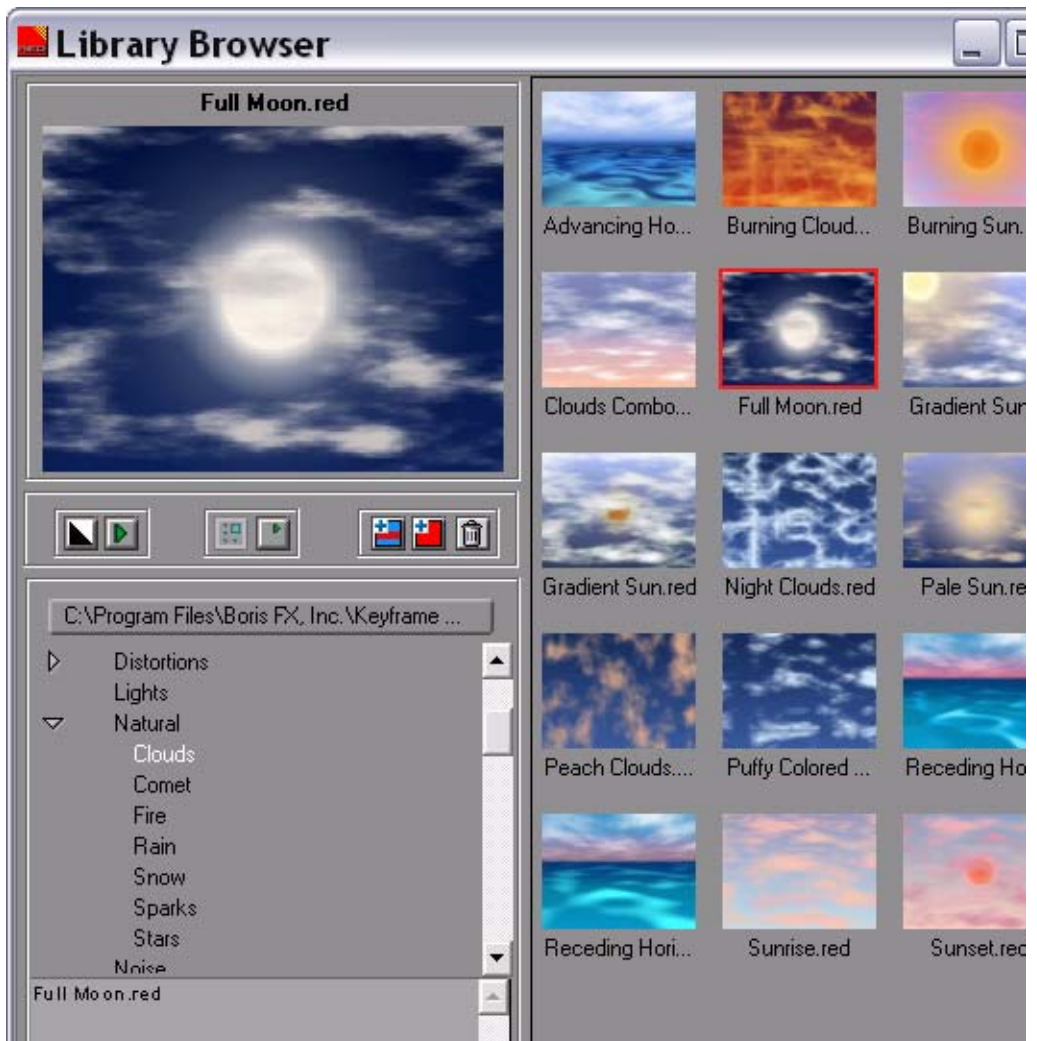 Library Browser
Full Moon.red
C:\Program Files\Boris FX, Inc.\Keyframe ...
Distortions
Lights
Natural
Clouds
Comet
Fire
Rain
Snow
Sparks
Stars
Noise
Full Moon.red
Advancing Ho... Burning Cloud... Burning Sun.
Clouds Combo... Full Moon.red Gradient Sun
Gradient Sun.red Night Clouds.red Pale Sun.re
Peach Clouds.... Puffy Colored ... Receding Ho
Receding Hori... Sunrise.red Sunset.red